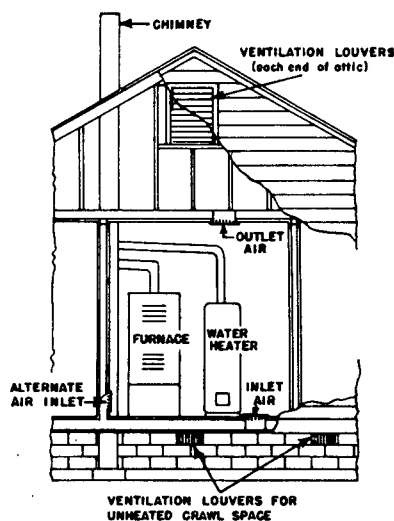 CHIMNEY
VENTILATION LOUVERS
(each end of attic)
OUTLET
AIR
FURNACE
WATER
HEATER
ALTERNATE
AIR INLET
INLET
AIR
VENTILATION LOUVERS FOR
UNHEATED CRAWL SPACE